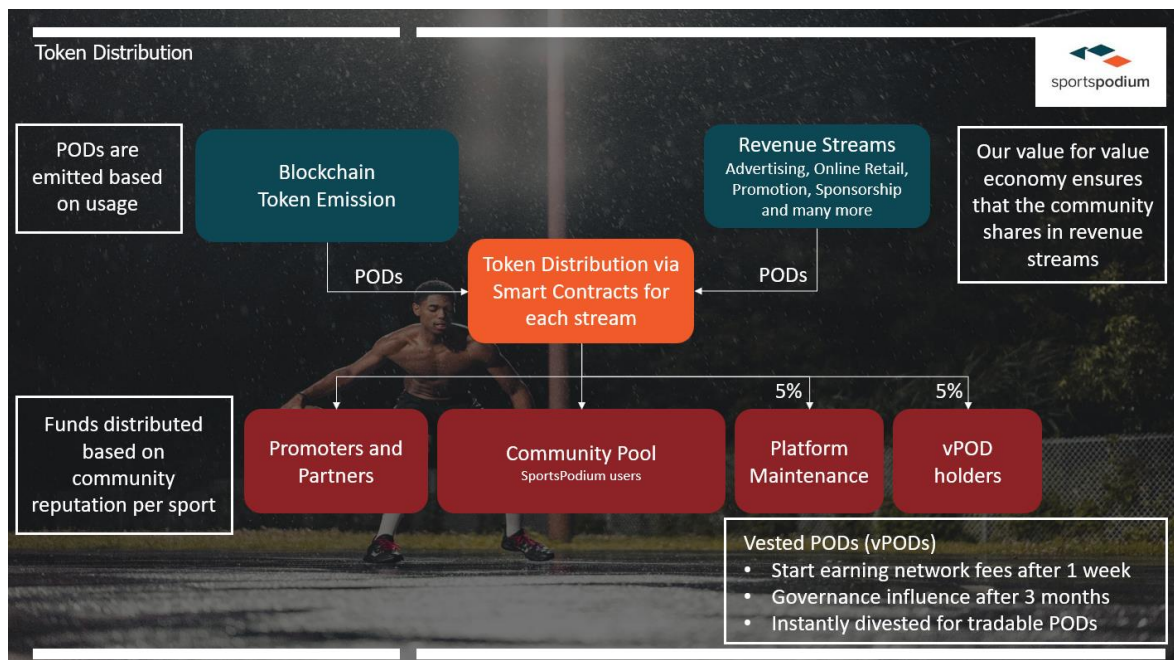 Token Distribution
sportspodium
PODs are
emitted based
on usage
Blockchain
Token Emission
Revenue Streams
Advertising, Online Retail,
Promotion, Sponsorship
and many more
Our value for value
economy ensures
that the community
shares in revenue
streams
PODs
Token Distribution via
Smart Contracts for
each stream
PODs
5%
5%
Funds distributed
based on
community
reputation per sport
Promoters and
Partners
Community Pool
SportsPodium users
Platform
Maintenance
vPOD
holders
Vested PODs (vPODs)
• Start earning network fees after 1 week
• Governance influence after 3 months
• Instantly divested for tradable PODs